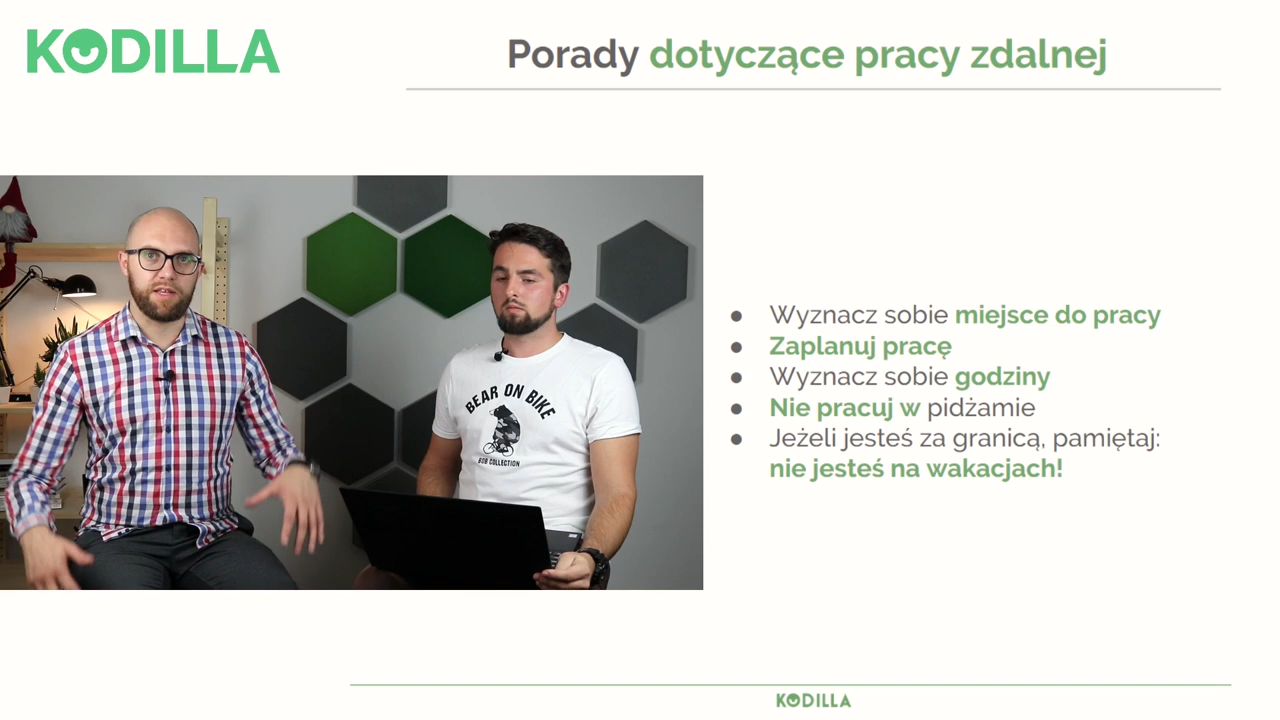 KODILLA
Porady dotyczące pracy zdalnej
BEAR ON BIKE
BOB COLLECTION
● Wyznacz sobie miejsce do pracy
● Zaplanuj pracę
● Wyznacz sobie godziny
● Nie pracuj w pidżamie
● Jeżeli jesteś za granicą, pamiętaj:
nie jesteś na wakacjach!
KODILLA